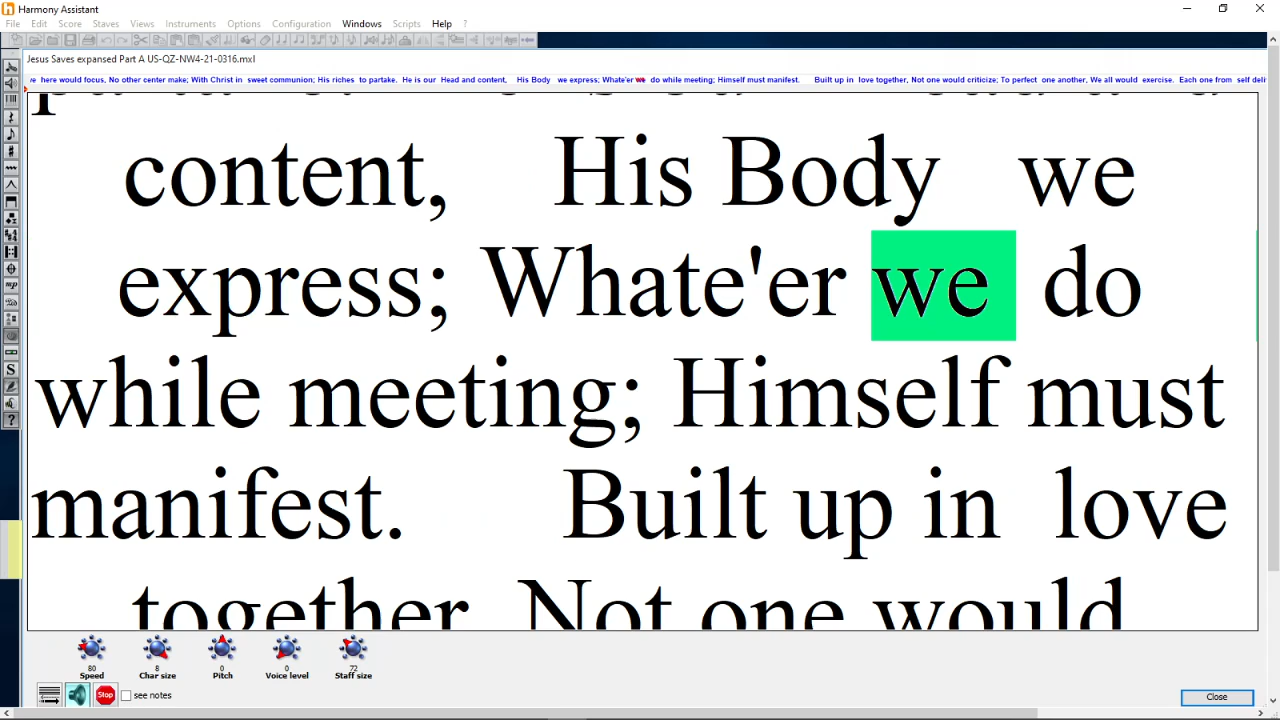 Harmony Assistant
File Edit Score Staves Views Instruments Options Configuration Windows Scripts Help ?
Jesus Saves expansed Part A US-QZ-NW4-21-0316.mxl
here would focus, No other center make; With Christ in sweet communion; His riches to partake. He is our Head and content, His Body we express; Whate'er we do while meeting; Himself must manifest. Built up in love together, Not one would criticize; To perfect one another, We all would exercise. Each one from self
content, His Body we
express; Whate'er we do
while meeting; Himself must
manifest. Built up in love
together, Not one would
80 8 0 0 72
Speed Char size Pitch Voice level Staff size
Stop see notes Close